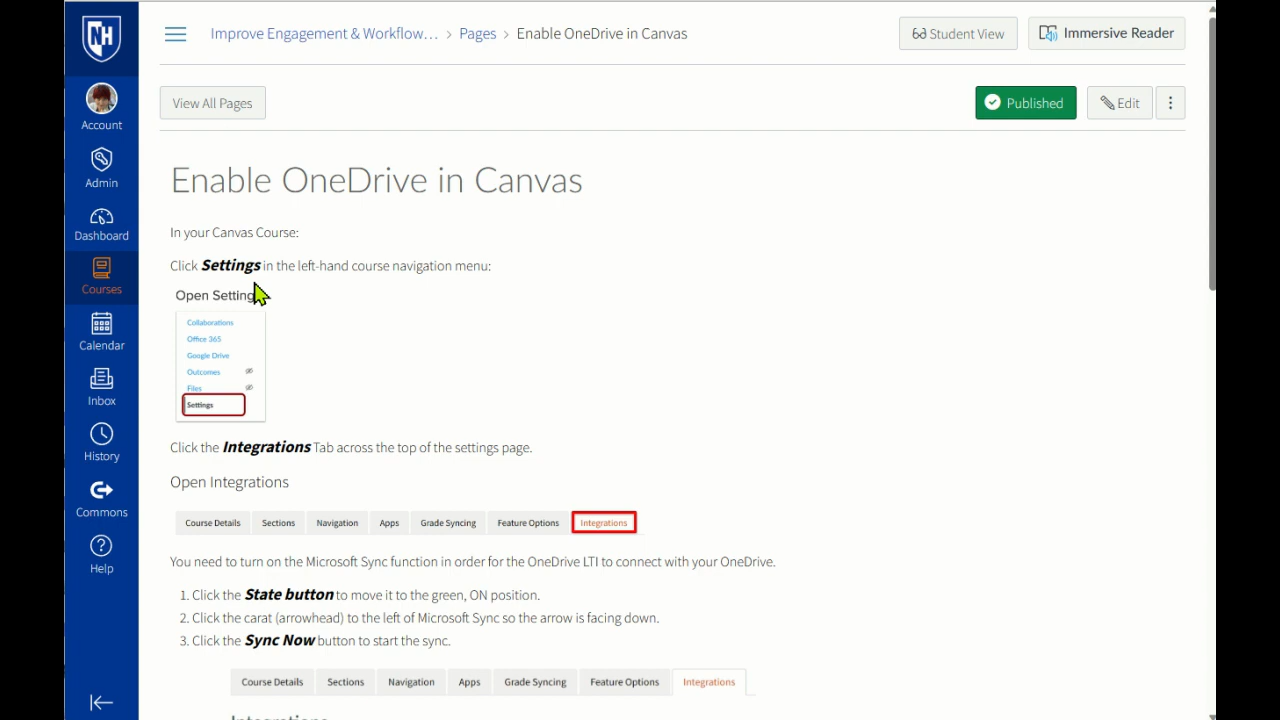 NH
Improve Engagement & Workflow… › Pages › Enable OneDrive in Canvas
Student View
Immersive Reader
Account
Admin
Dashboard
Courses
Calendar
Inbox
History
Commons
Help
View All Pages
Published
Edit
Enable OneDrive in Canvas
In your Canvas Course:
Click Settings in the left-hand course navigation menu:
Open Setting
Collaborations
Office 365
Google Drive
Outcomes
Files
Settings
Click the Integrations Tab across the top of the settings page.
Open Integrations
Course Details Sections Navigation Apps Grade Syncing Feature Options Integrations
You need to turn on the Microsoft Sync function in order for the OneDrive LTI to connect with your OneDrive.
1. Click the State button to move it to the green, ON position.
2. Click the carat (arrowhead) to the left of Microsoft Sync so the arrow is facing down.
3. Click the Sync Now button to start the sync.
Course Details Sections Navigation Apps Grade Syncing Feature Options Integrations
Integrations